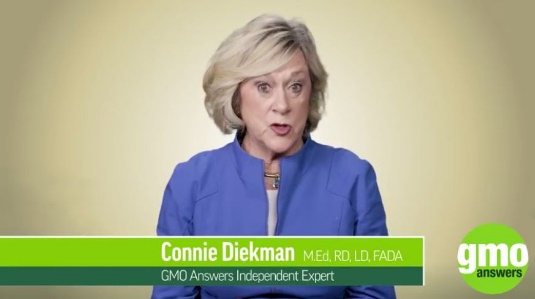 Connie Diekman M.Ed, RD, LD, FADA
GMO Answers Independent Expert
gmo
answers